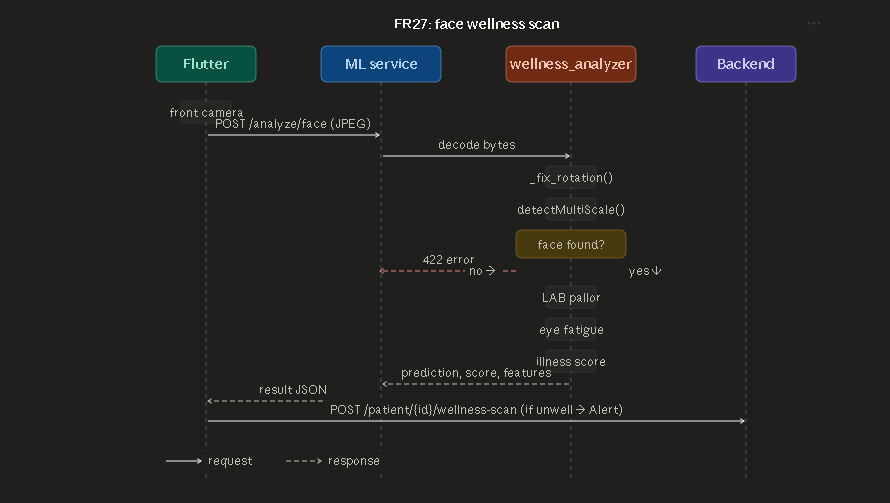 FR27: face wellness scan
Flutter
ML service
wellness_analyzer
Backend
front camera
POST /analyze/face (JPEG)
decode bytes
_fix_rotation()
detectMultiScale()
face found?
422 error
no →
yes ↓
LAB pallor
eye fatigue
illness score
prediction, score, features
result JSON
POST /patient/{id}/wellness-scan (if unwell → Alert)
request
response